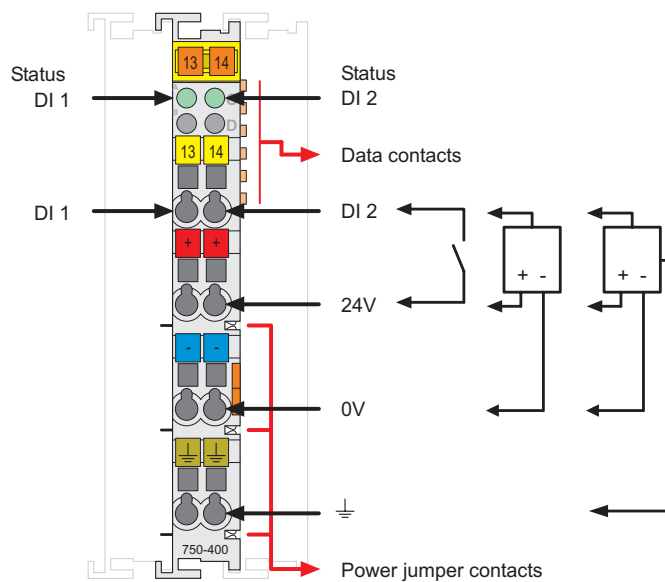 13 14
Status
DI 1
Status
DI 2
A
C
B
D
13 14
Data contacts
DI 1
DI 2
+ +
+ -
+ -
24V
- -
0V
750-400
Power jumper contacts